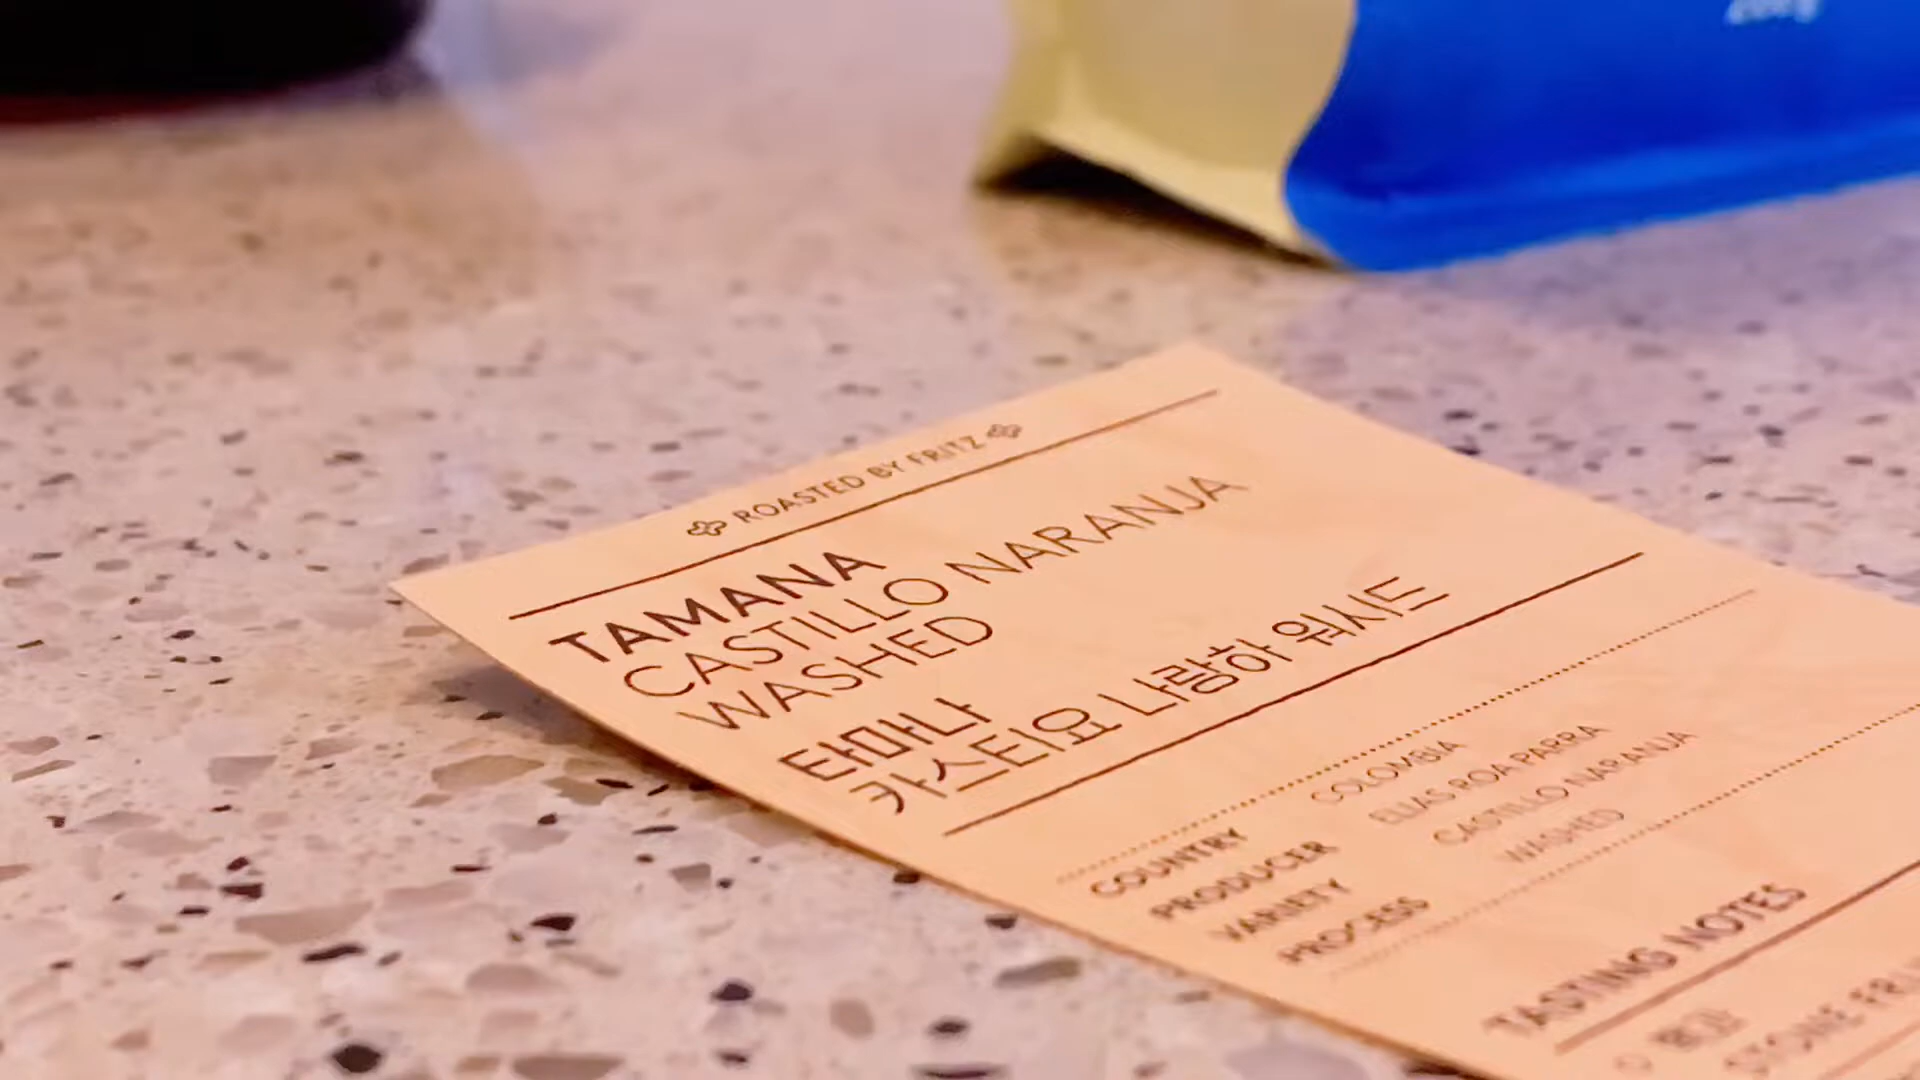 ROASTED BY FRITZ
TAMANA
CASTILLO NARANJA
WASHED
타마나
카스티요 나랑하 워시드
COUNTRY COLOMBIA
PRODUCER ELIAS ROA PARRA
VARIETY CASTILLO NARANJA
PROCESS WASHED
TASTING NOTES
STONE